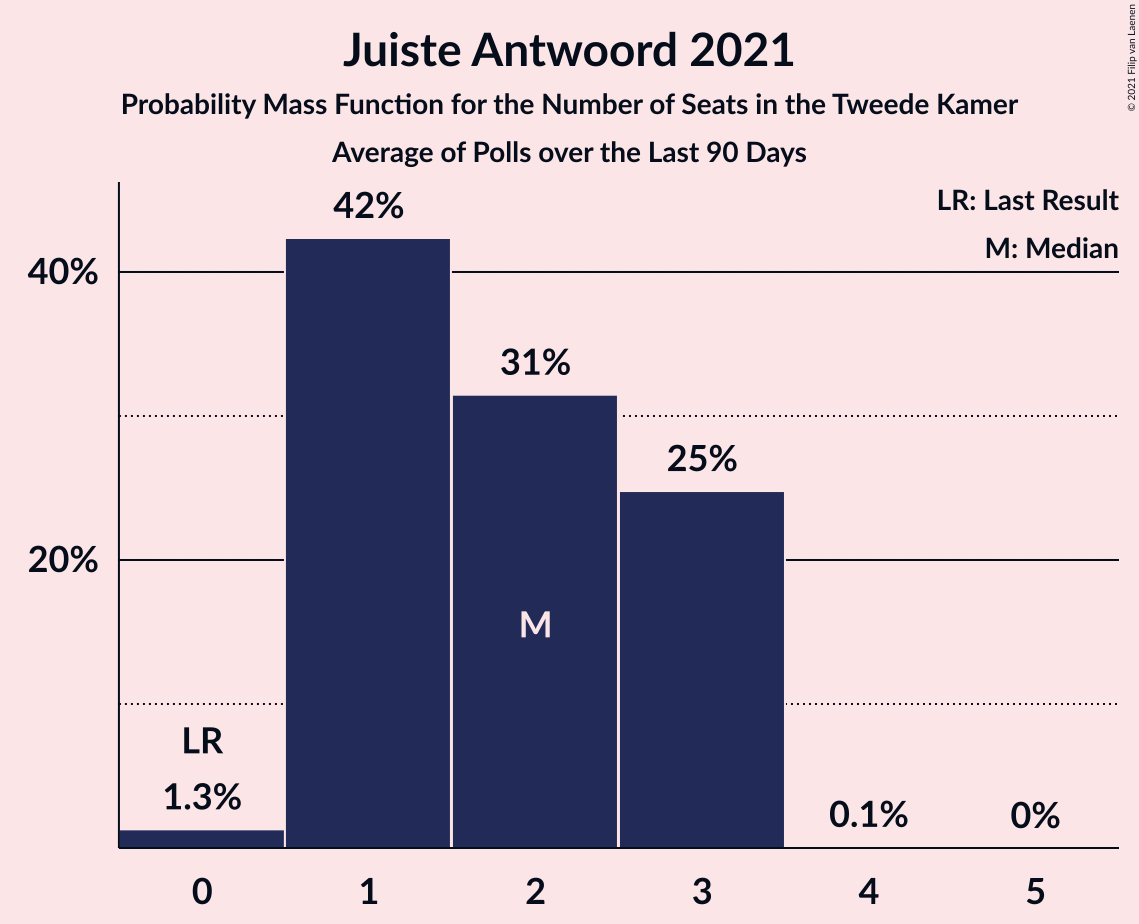 Juiste Antwoord 2021
Probability Mass Function for the Number of Seats in the Tweede Kamer
Average of Polls over the Last 90 Days
© 2021 Filip van Laenen
LR: Last Result
M: Median
42%
40%
31%
25%
20%
M
LR
1.3%
0.1%
0%
0 1 2 3 4 5